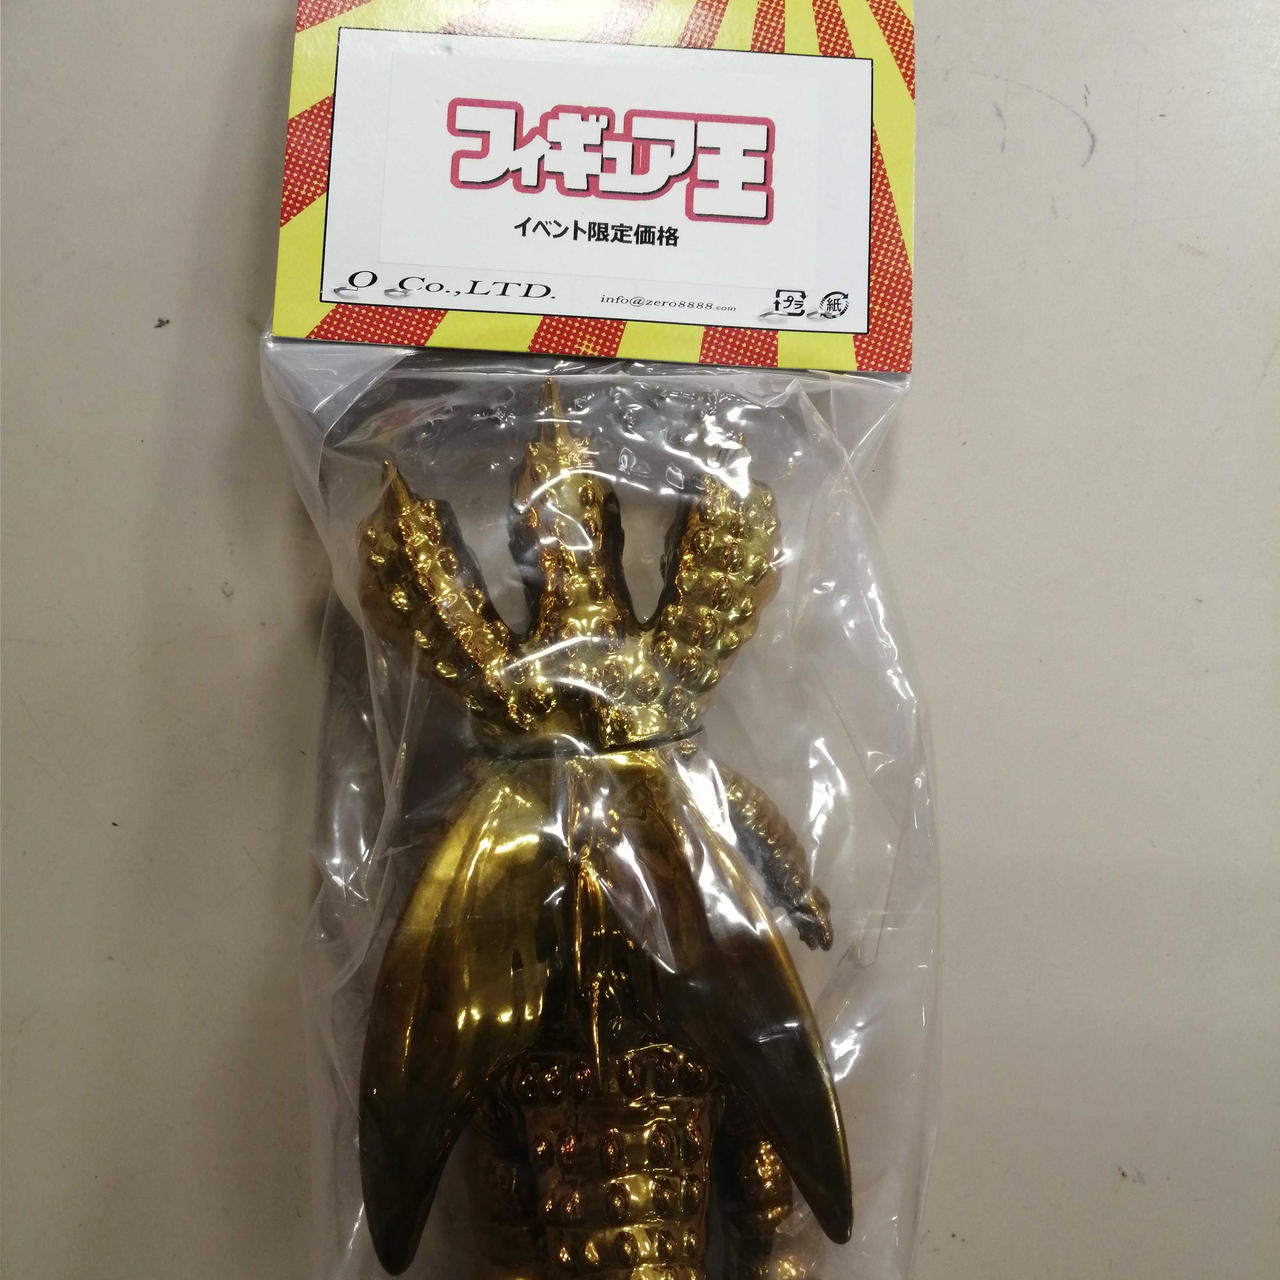 フィギュア王
イベント限定価格
O Co.,LTD.
info@zero8888.com
プラ
紙